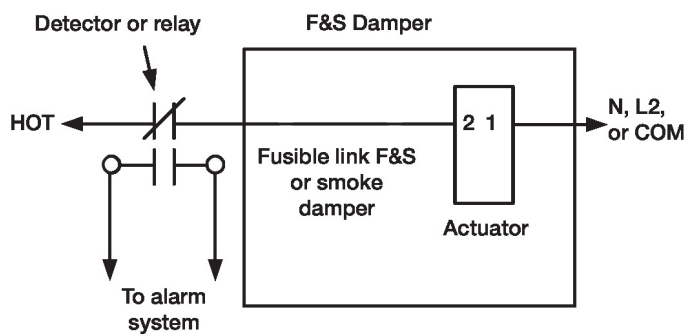 Detector or relay
F&S Damper
HOT
2 1
N, L2,
or COM
Fusible link F&S
or smoke
damper
Actuator
To alarm
system